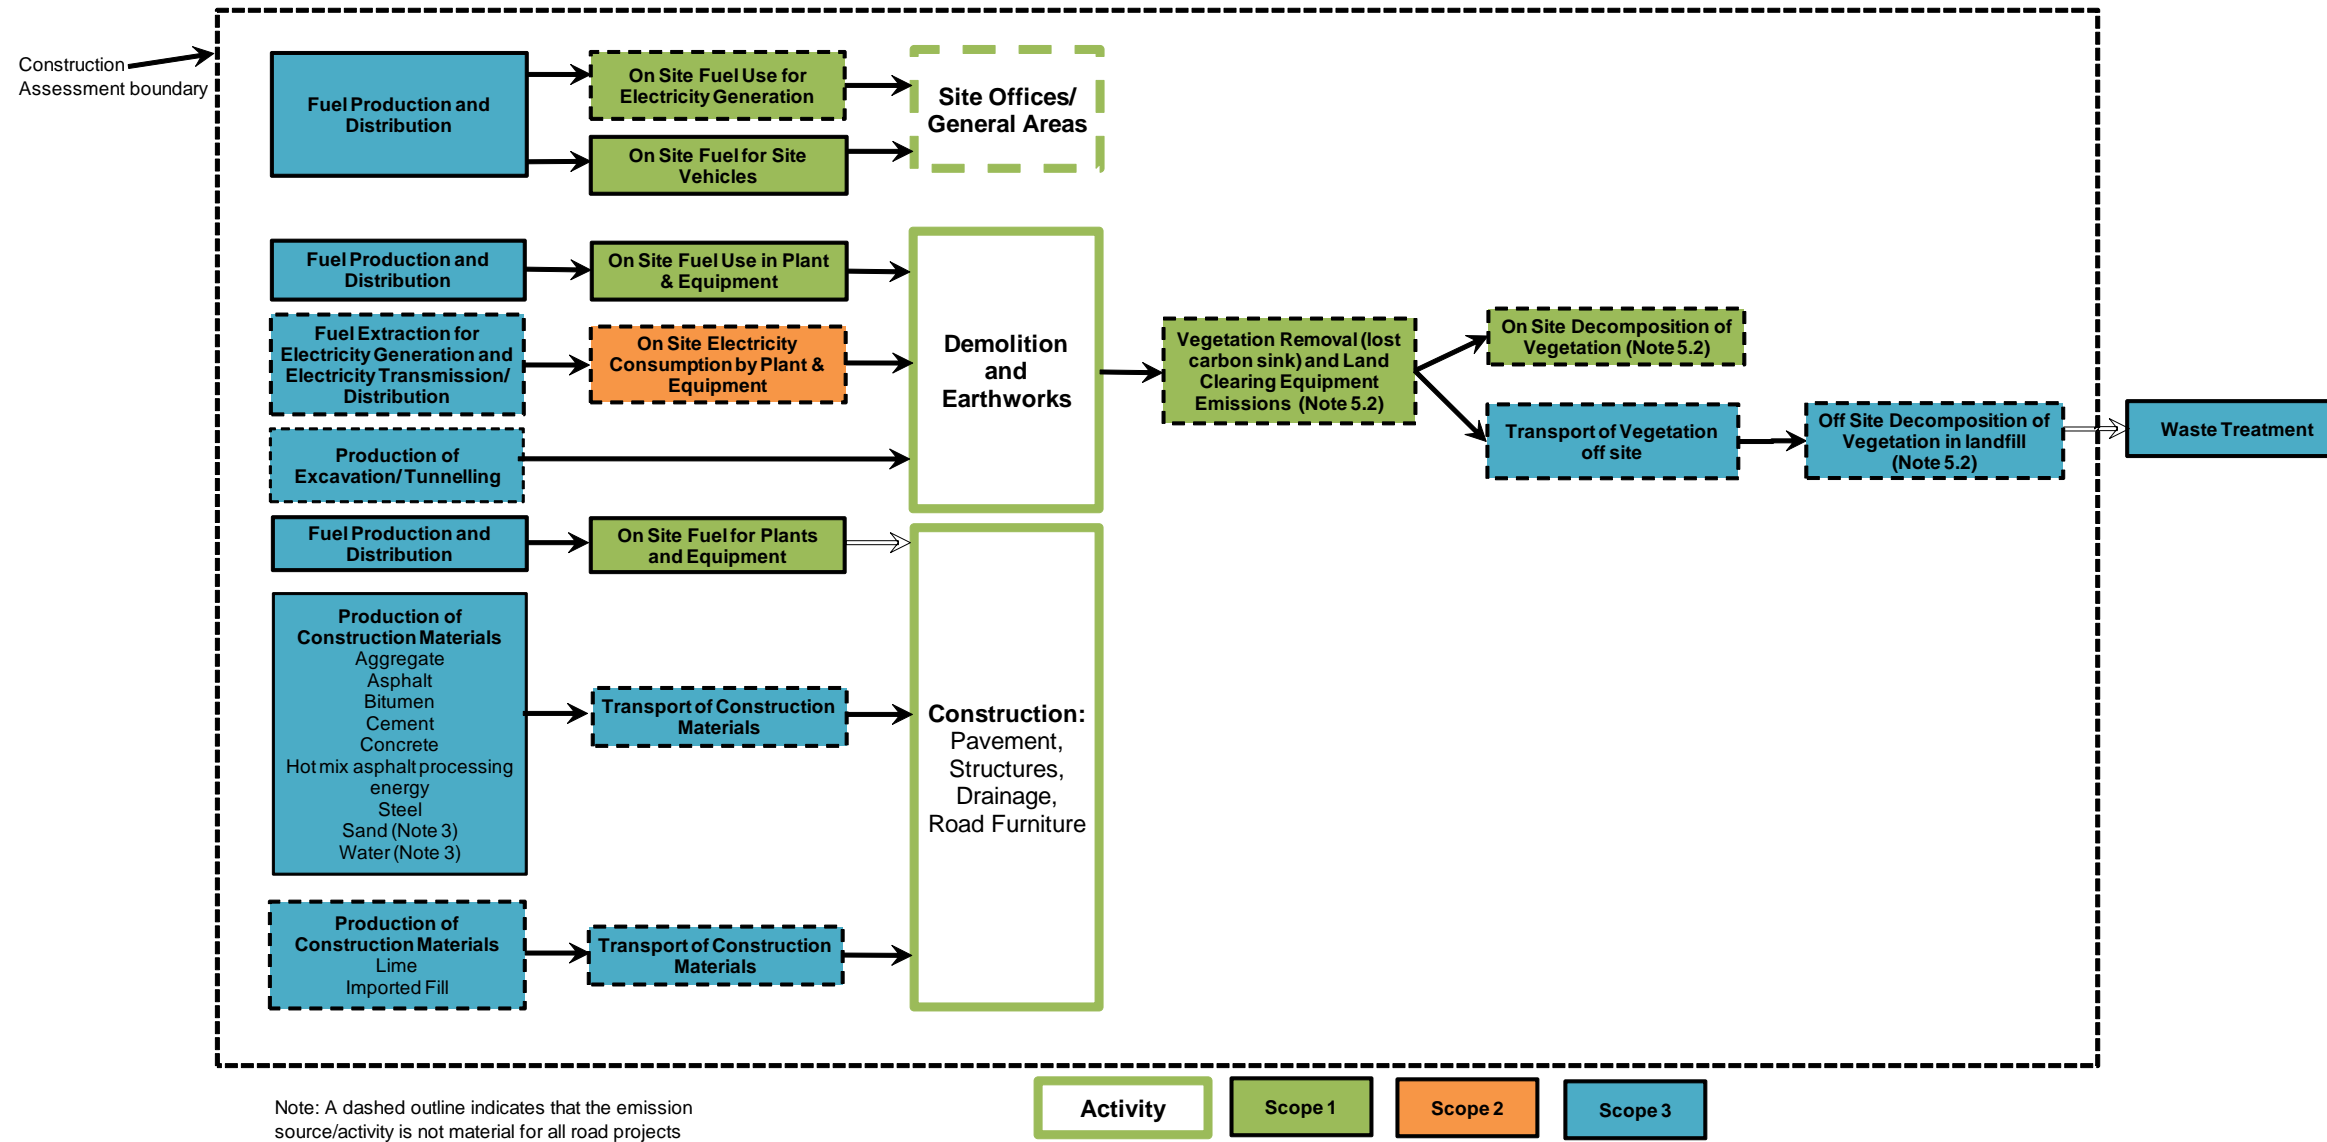 Construction
Assessment boundary
Fuel Production and
Distribution
On Site Fuel Use for
Electricity Generation
On Site Fuel for Site
Vehicles
Site Offices/
General Areas
Fuel Production and
Distribution
On Site Fuel Use in Plant
& Equipment
Fuel Extraction for
Electricity Generation and
Electricity Transmission/
Distribution
On Site Electricity
Consumption by Plant &
Equipment
Production of
Excavation/ Tunnelling
Demolition
and
Earthworks
Vegetation Removal (lost
carbon sink) and Land
Clearing Equipment
Emissions (Note 5.2)
On Site Decomposition of
Vegetation (Note 5.2)
Transport of Vegetation
off site
Off Site Decomposition of
Vegetation in landfill
(Note 5.2)
Waste Treatment
Fuel Production and
Distribution
On Site Fuel for Plants
and Equipment
Production of
Construction Materials
Aggregate
Asphalt
Bitumen
Cement
Concrete
Hot mix asphalt processing
energy
Steel
Sand (Note 3)
Water (Note 3)
Transport of Construction
Materials
Construction:
Pavement,
Structures,
Drainage,
Road Furniture
Production of
Construction Materials
Lime
Imported Fill
Transport of Construction
Materials
Note: A dashed outline indicates that the emission
source/activity is not material for all road projects
Activity
Scope 1
Scope 2
Scope 3